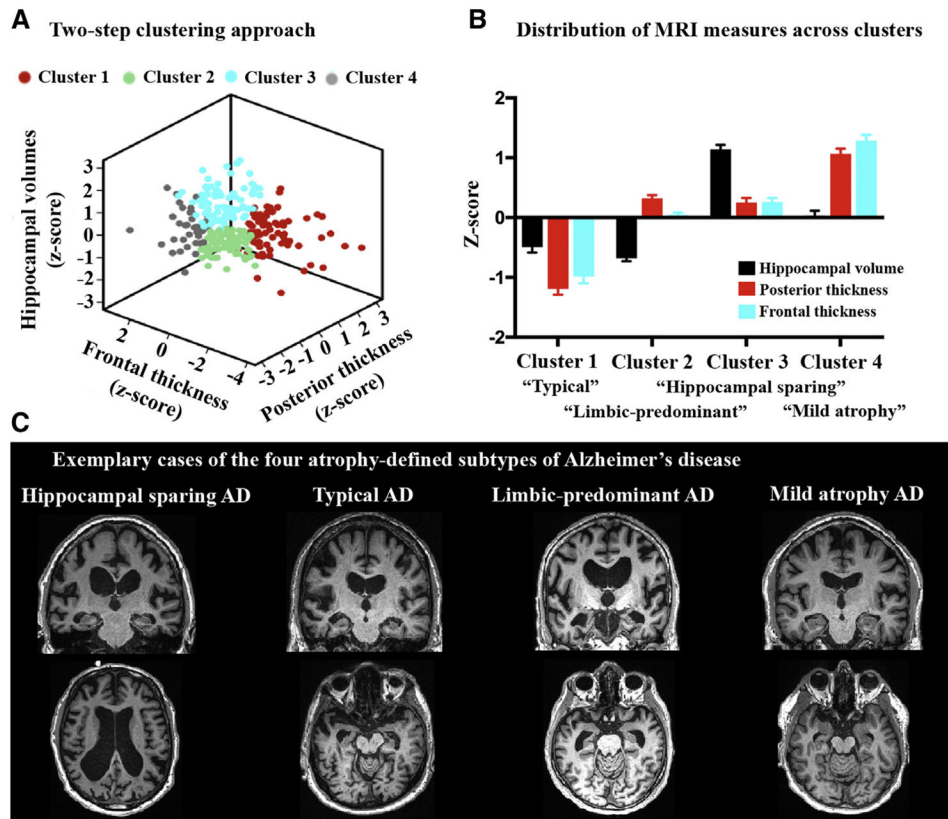 A Two-step clustering approach
Cluster 1 Cluster 2 Cluster 3 Cluster 4
Hippocampal volumes
(z-score)
3
2
1
0
-1
-2
-3
2
0
-2
-4
Frontal thickness
(z-score)
-3
-2
-1
0
1
2
3
Posterior thickness
(z-score)
B Distribution of MRI measures across clusters
Z-score
2
1
0
-1
-2
Hippocampal volume
Posterior thickness
Frontal thickness
Cluster 1 Cluster 2 Cluster 3 Cluster 4
“Typical” “Hippocampal sparing”
“Limbic-predominant” “Mild atrophy”
C
Exemplary cases of the four atrophy-defined subtypes of Alzheimer’s disease
Hippocampal sparing AD Typical AD Limbic-predominant AD Mild atrophy AD